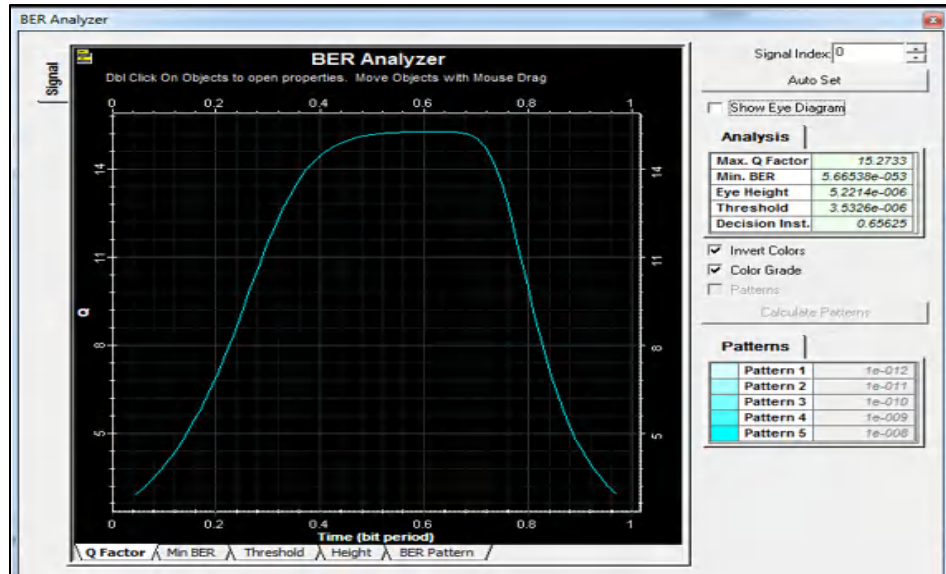 BER Analyzer
Signal
BER Analyzer
Dbl Click On Objects to open properties. Move Objects with Mouse Drag
0 0.2 0.4 0.6 0.8 1
14 14
11 11
Q
8 8
5 5
0 0.2 0.4 0.6 0.8 1
Time (bit period)
Q Factor Min BER Threshold Height BER Pattern
Signal Index: 0
Auto Set
Show Eye Diagram
Analysis
Max. Q Factor 15.2733
Min. BER 5.66538e-053
Eye Height 5.2214e-006
Threshold 3.5326e-006
Decision Inst. 0.65625
Invert Colors
Color Grade
Patterns
Calculate Patterns
Patterns
Pattern 1 1e-012
Pattern 2 1e-011
Pattern 3 1e-010
Pattern 4 1e-009
Pattern 5 1e-008